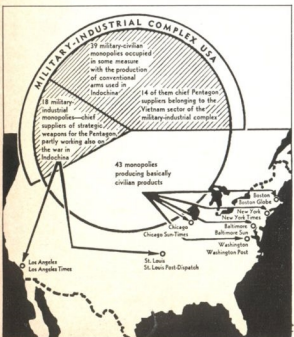 MILITARY-INDUSTRIAL COMPLEX USA
39 military-civilian
monopolies occupied
in some measure
with the production
of conventional
arms used in
Indochina
14 of them chief Pentagon
suppliers belonging to the
Vietnam sector of the
military-industrial complex
18 military-
industrial
monopolies—chief
suppliers of strategic
weapons for the Pentagon,
partly working also on
the war in
Indochina
43 monopolies
producing basically
civilian products
Boston
Boston Globe
New York
New York Times
Baltimore
Baltimore Sun
Washington
Washington Post
Chicago
Chicago Sun-Times
St. Louis
St. Louis Post-Dispatch
Los Angeles
Los Angeles Times